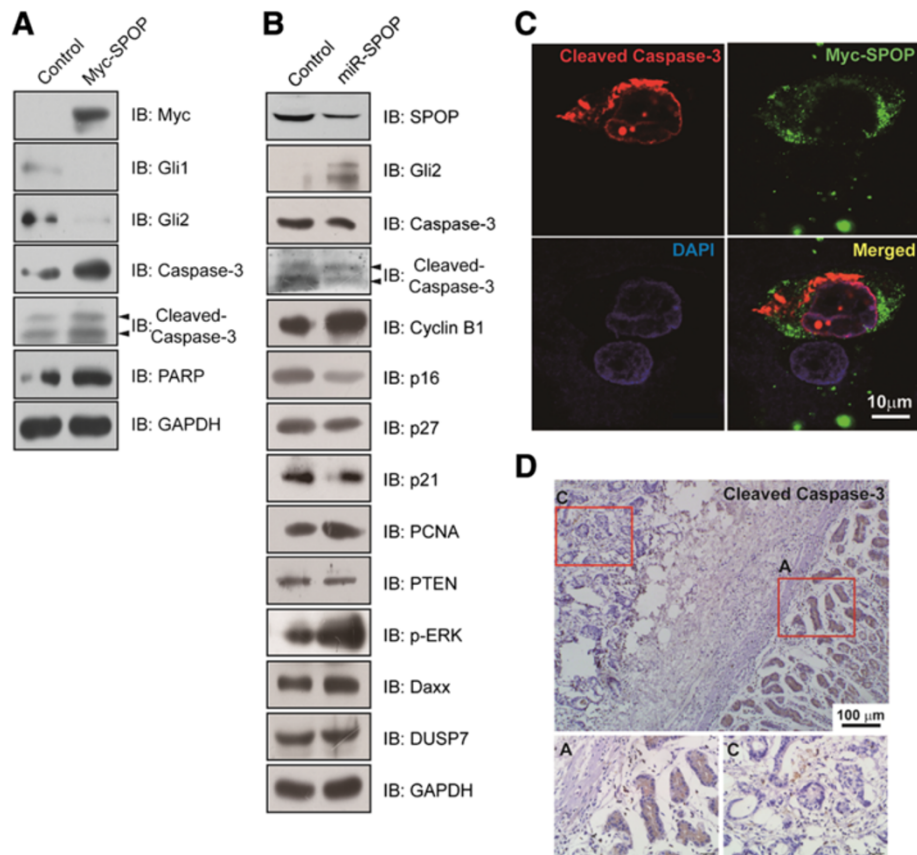 A
Control
Myc-SPOP
IB: Myc
IB: Gli1
IB: Gli2
IB: Caspase-3
IB: Cleaved-
Caspase-3
IB: PARP
IB: GAPDH
B
Control
miR-SPOP
IB: SPOP
IB: Gli2
IB: Caspase-3
IB: Cleaved-
Caspase-3
IB: Cyclin B1
IB: p16
IB: p27
IB: p21
IB: PCNA
IB: PTEN
IB: p-ERK
IB: Daxx
IB: DUSP7
IB: GAPDH
C
Cleaved Caspase-3
Myc-SPOP
DAPI
Merged
10μm
D
C
Cleaved Caspase-3
A
100 μm
A
C